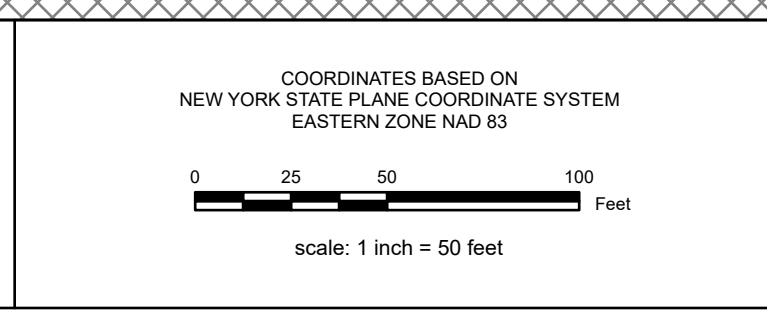 COORDINATES BASED ON
NEW YORK STATE PLANE COORDINATE SYSTEM
EASTERN ZONE NAD 83
0 25 50 100
Feet
scale: 1 inch = 50 feet